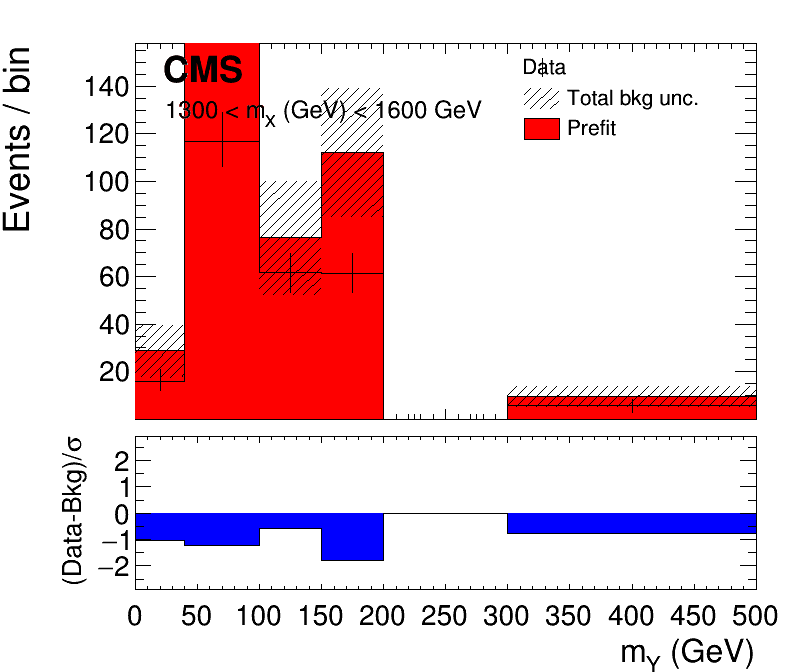 Events / bin
140
120
100
80
60
40
20
CMS
1300 < mX (GeV) < 1600 GeV
Data
Total bkg unc.
Prefit
(Data-Bkg)/σ
2
1
0
−1
−2
0 50 100 150 200 250 300 350 400 450 500
mY (GeV)